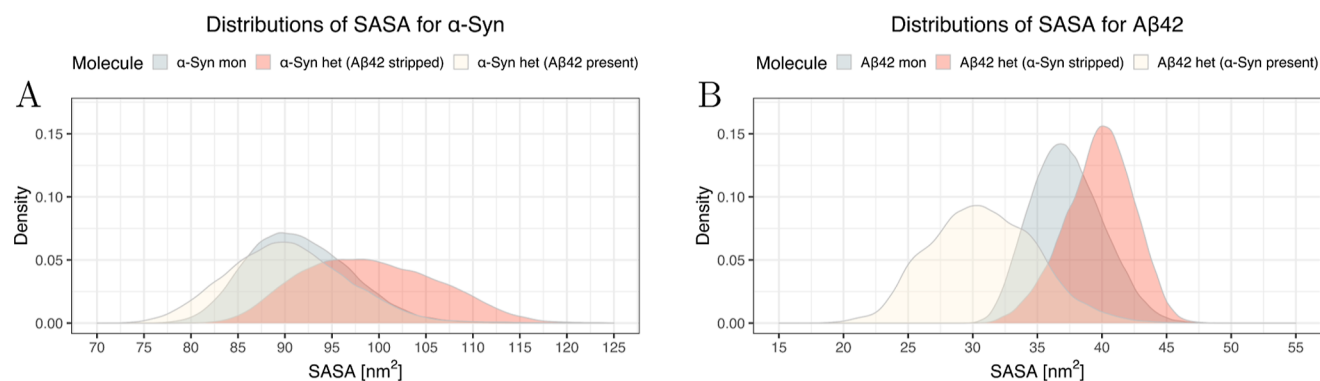 Distributions of SASA for α-Syn
Molecule α-Syn mon α-Syn het (Aβ42 stripped) α-Syn het (Aβ42 present)
A
0.15
0.10
0.05
0.00
Density
70 75 80 85 90 95 100 105 110 115 120 125
SASA [nm²]
Distributions of SASA for Aβ42
Molecule Aβ42 mon Aβ42 het (α-Syn stripped) Aβ42 het (α-Syn present)
B
0.15
0.10
0.05
0.00
Density
15 20 25 30 35 40 45 50 55
SASA [nm²]